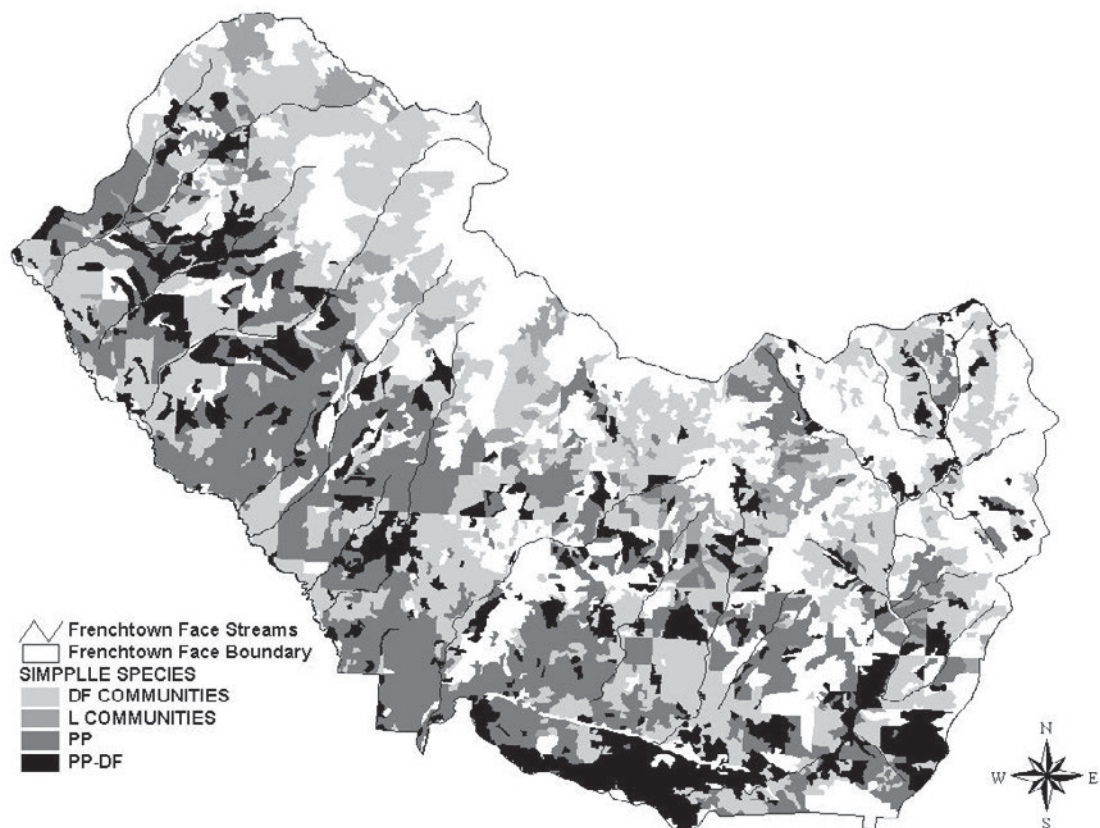 Frenchtown Face Streams
Frenchtown Face Boundary
SIMPPLLE SPECIES
DF COMMUNITIES
L COMMUNITIES
PP
PP-DF
N
W E
S